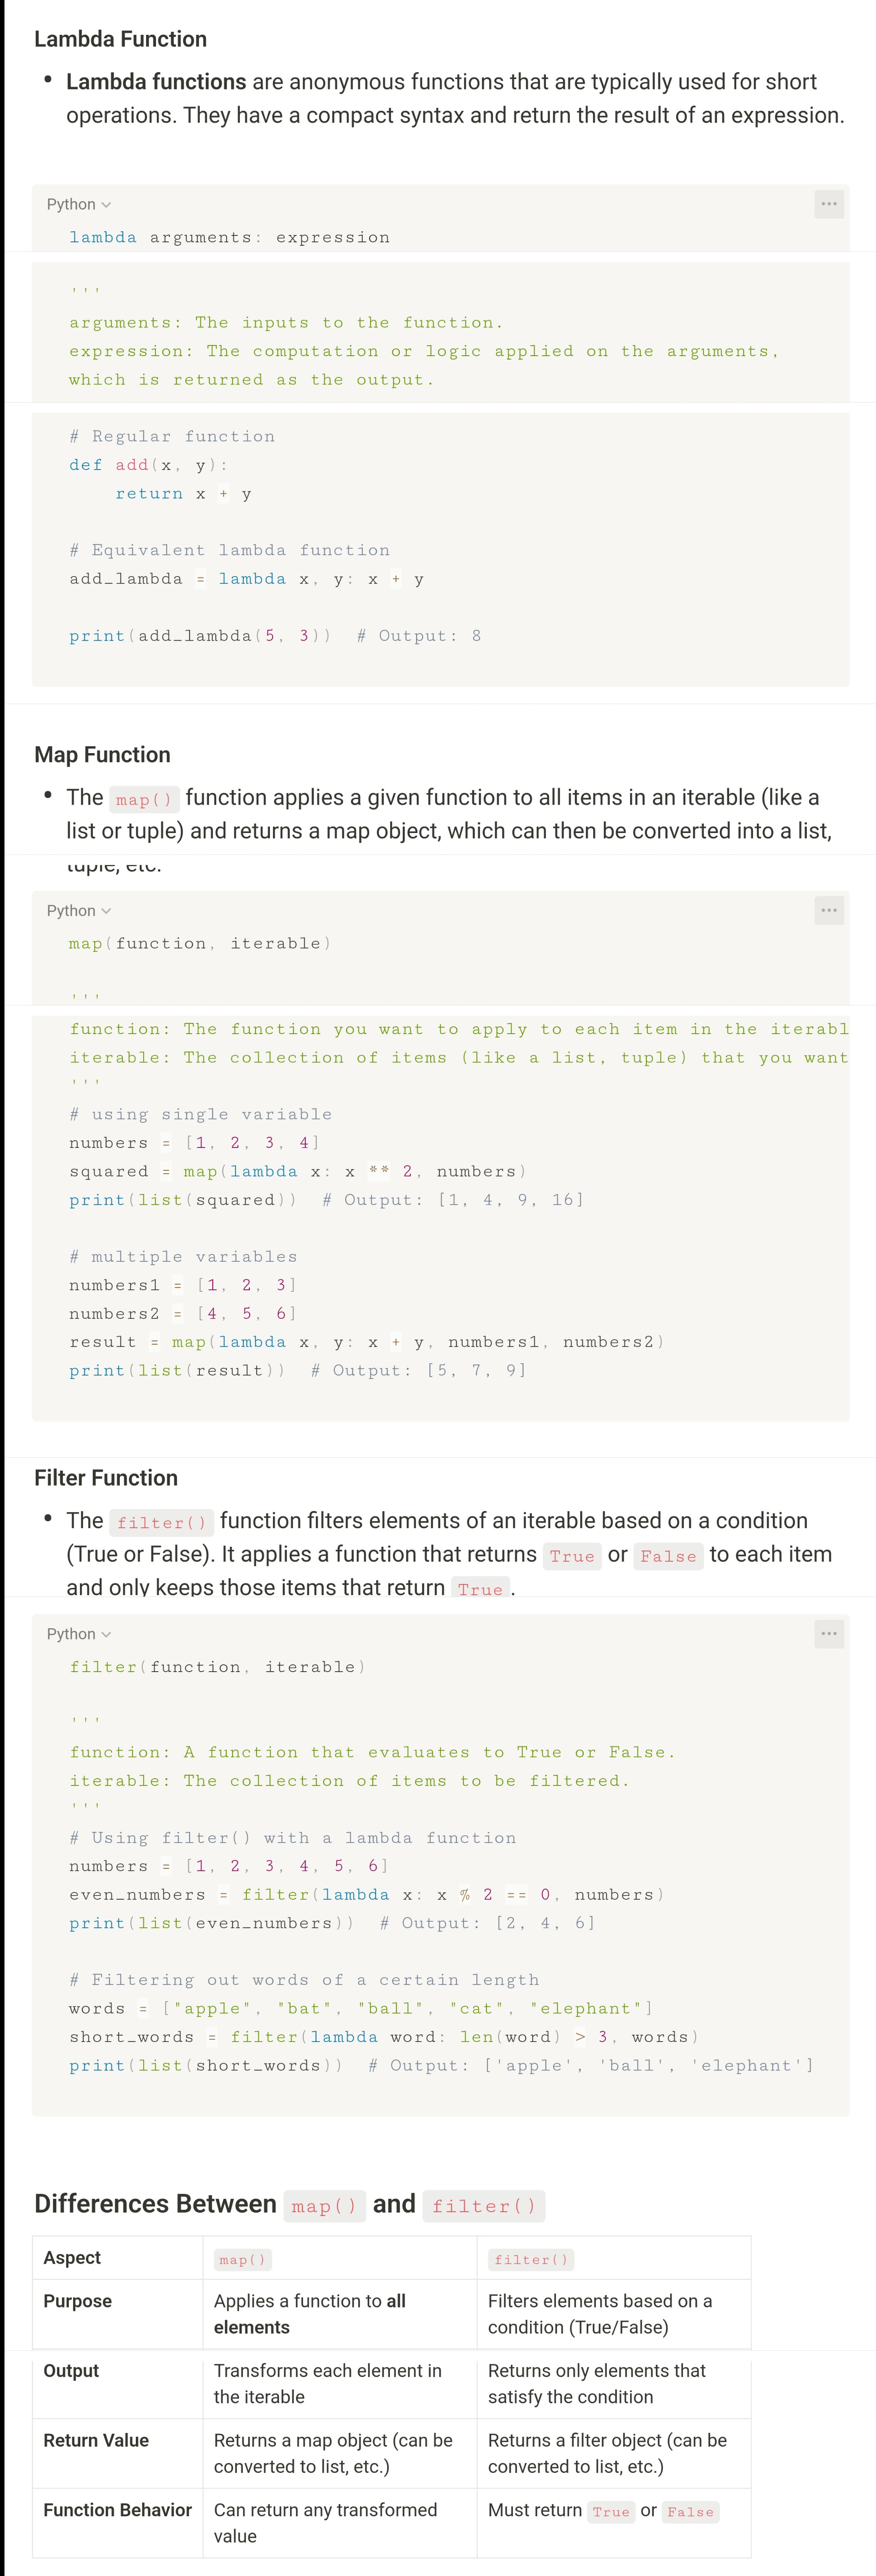 Lambda Function
• Lambda functions are anonymous functions that are typically used for short
operations. They have a compact syntax and return the result of an expression.
Python
lambda arguments: expression
'''
arguments: The inputs to the function.
expression: The computation or logic applied on the arguments,
which is returned as the output.
# Regular function
def add(x, y):
    return x + y
# Equivalent lambda function
add_lambda = lambda x, y: x + y
print(add_lambda(5, 3))  # Output: 8
Map Function
• The map() function applies a given function to all items in an iterable (like a
list or tuple) and returns a map object, which can then be converted into a list,
tuple, etc.
Python
map(function, iterable)
'''
function: The function you want to apply to each item in the iterabl
iterable: The collection of items (like a list, tuple) that you want
'''
# using single variable
numbers = [1, 2, 3, 4]
squared = map(lambda x: x ** 2, numbers)
print(list(squared))  # Output: [1, 4, 9, 16]
# multiple variables
numbers1 = [1, 2, 3]
numbers2 = [4, 5, 6]
result = map(lambda x, y: x + y, numbers1, numbers2)
print(list(result))  # Output: [5, 7, 9]
Filter Function
• The filter() function filters elements of an iterable based on a condition
(True or False). It applies a function that returns True or False to each item
and only keeps those items that return True.
Python
filter(function, iterable)
'''
function: A function that evaluates to True or False.
iterable: The collection of items to be filtered.
'''
# Using filter() with a lambda function
numbers = [1, 2, 3, 4, 5, 6]
even_numbers = filter(lambda x: x % 2 == 0, numbers)
print(list(even_numbers))  # Output: [2, 4, 6]
# Filtering out words of a certain length
words = ["apple", "bat", "ball", "cat", "elephant"]
short_words = filter(lambda word: len(word) > 3, words)
print(list(short_words))  # Output: ['apple', 'ball', 'elephant']
Differences Between map() and filter()
Aspect map() filter()
Purpose Applies a function to all elements Filters elements based on a condition (True/False)
Output Transforms each element in the iterable Returns only elements that satisfy the condition
Return Value Returns a map object (can be converted to list, etc.) Returns a filter object (can be converted to list, etc.)
Function Behavior Can return any transformed value Must return True or False